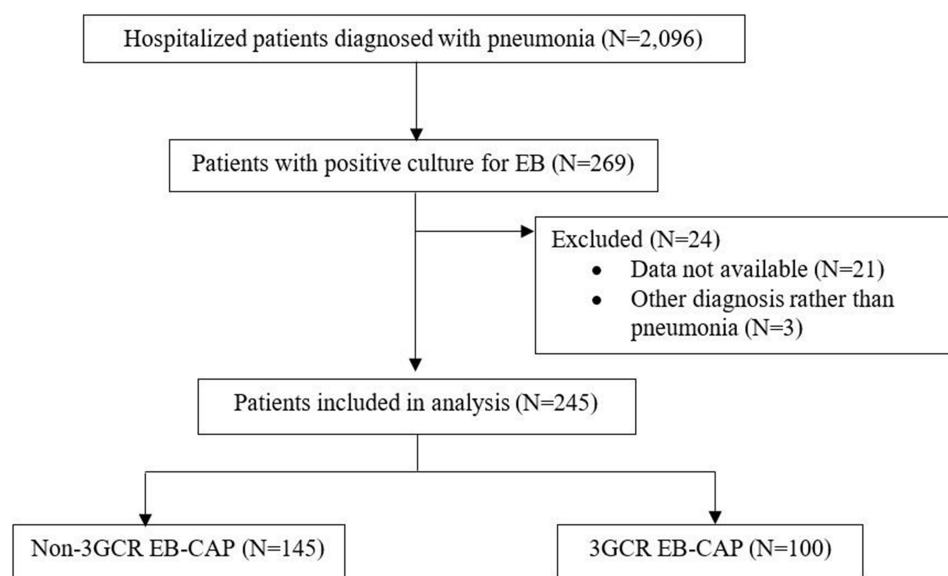 Hospitalized patients diagnosed with pneumonia (N=2,096)
Patients with positive culture for EB (N=269)
Excluded (N=24)
• Data not available (N=21)
• Other diagnosis rather than
pneumonia (N=3)
Patients included in analysis (N=245)
Non-3GCR EB-CAP (N=145)
3GCR EB-CAP (N=100)